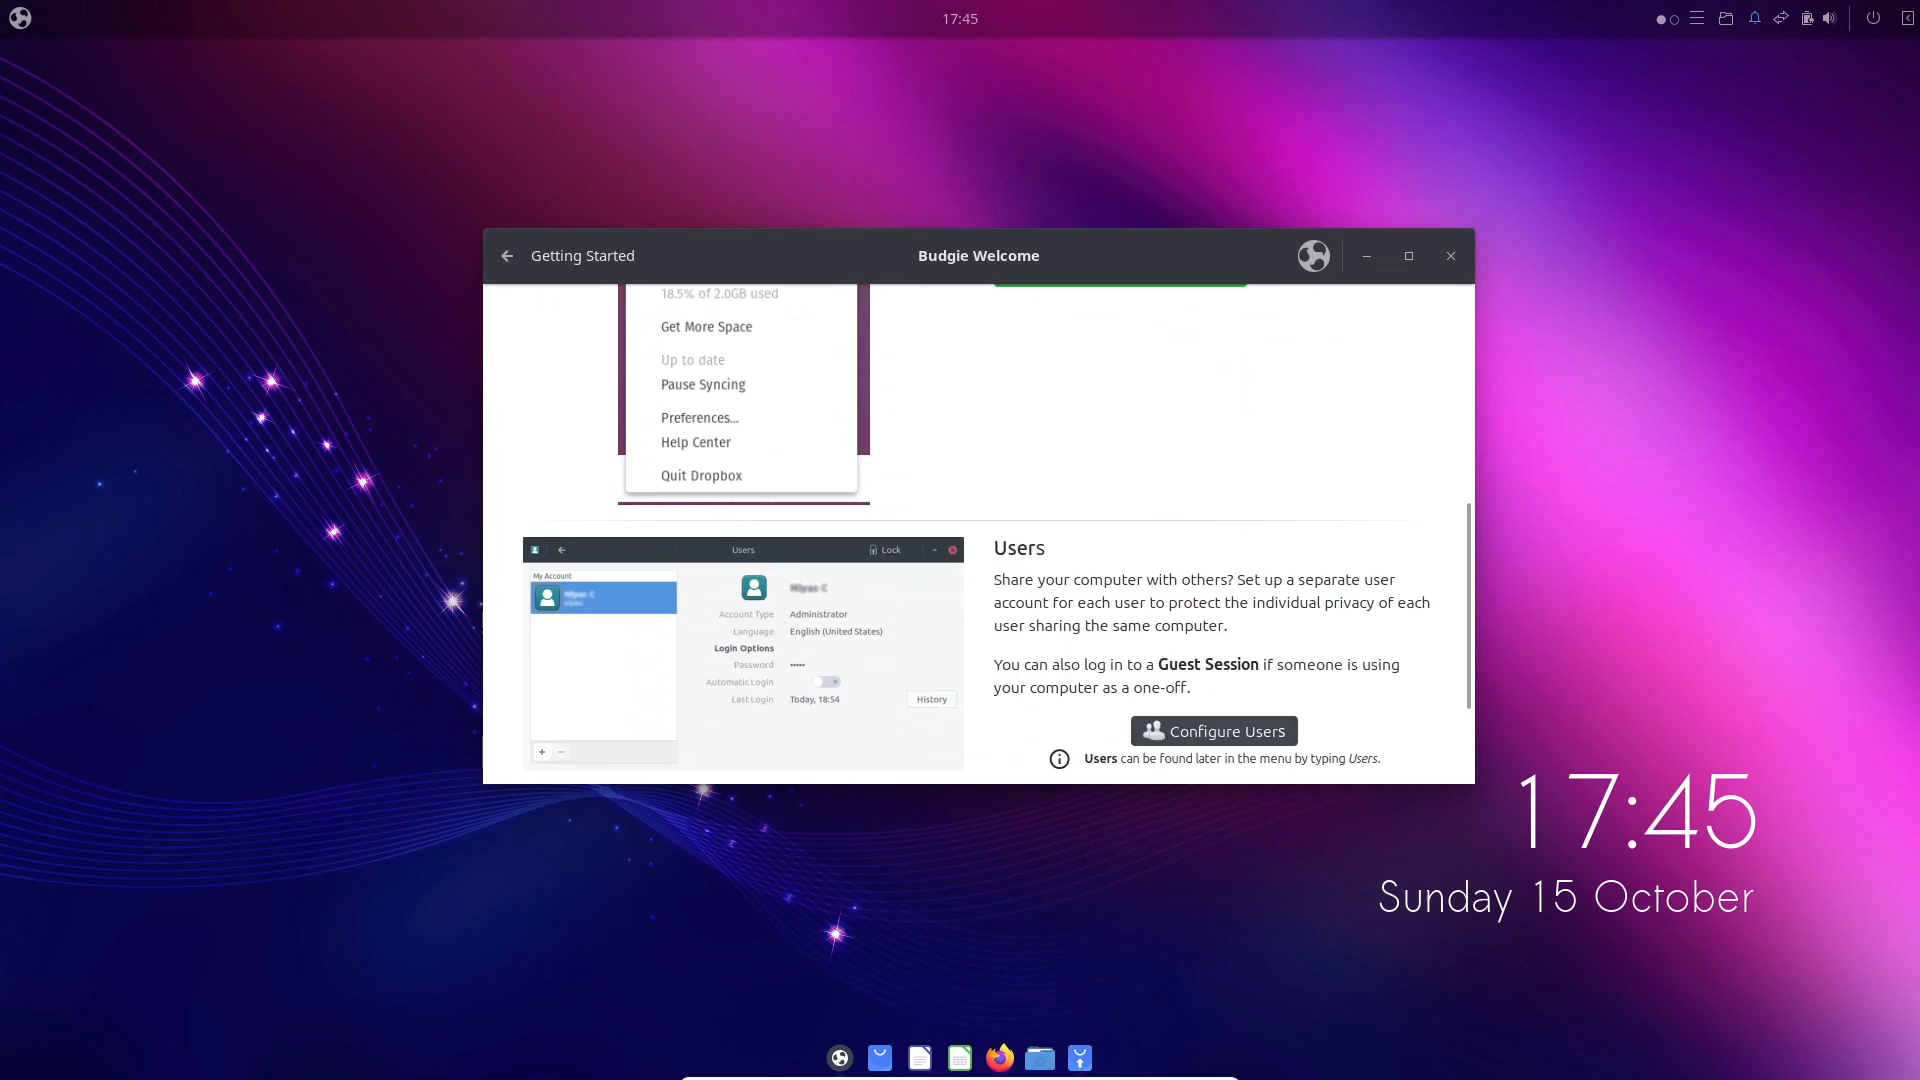 17:45
Getting Started
Budgie Welcome
18.5% of 2.0GB used
Get More Space
Up to date
Pause Syncing
Preferences...
Help Center
Quit Dropbox
Users
Lock
My Account
Account Type
Administrator
Language
English (United States)
Login Options
Password
•••••
Automatic Login
Last Login
Today, 18:54
History
Users
Share your computer with others? Set up a separate user
account for each user to protect the individual privacy of each
user sharing the same computer.
You can also log in to a Guest Session if someone is using
your computer as a one-off.
Configure Users
Users can be found later in the menu by typing Users.
17:45
Sunday 15 October